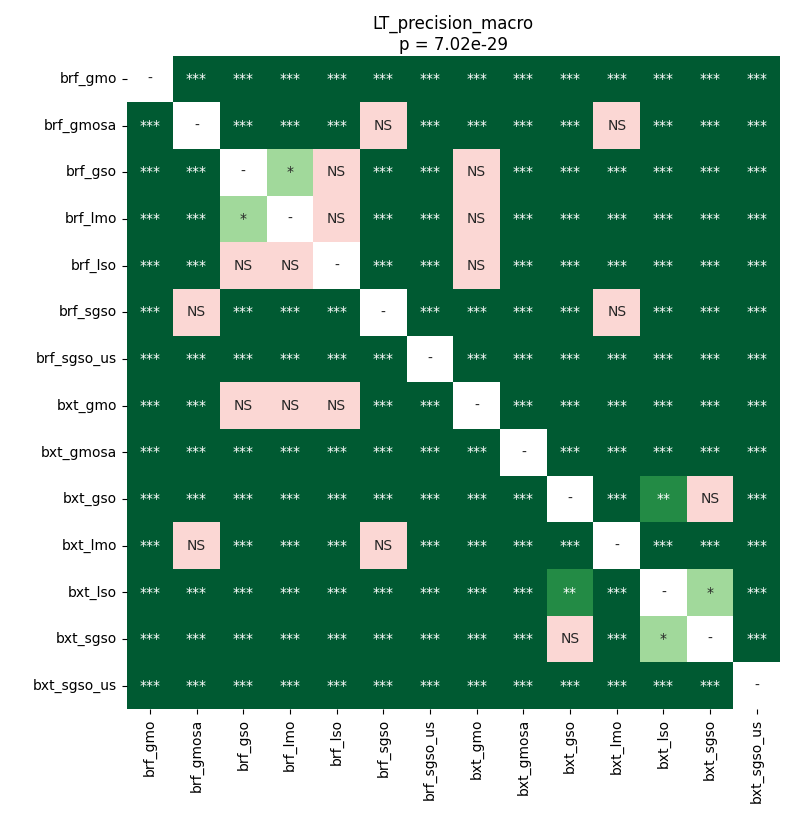 LT_precision_macro
p = 7.02e-29
brf_gmo - *** *** *** *** *** *** *** *** *** *** *** *** ***
brf_gmosa *** - *** *** *** NS *** *** *** *** NS *** *** ***
brf_gso *** *** - * NS *** *** NS *** *** *** *** *** ***
brf_lmo *** *** * - NS *** *** NS *** *** *** *** *** ***
brf_lso *** *** NS NS - *** *** NS *** *** *** *** *** ***
brf_sgso *** NS *** *** *** - *** *** *** *** NS *** *** ***
brf_sgso_us *** *** *** *** *** *** - *** *** *** *** *** *** ***
bxt_gmo *** *** NS NS NS *** *** - *** *** *** *** *** ***
bxt_gmosa *** *** *** *** *** *** *** *** - *** *** *** *** ***
bxt_gso *** *** *** *** *** *** *** *** *** - *** ** NS ***
bxt_lmo *** NS *** *** *** NS *** *** *** *** - *** *** ***
bxt_lso *** *** *** *** *** *** *** *** *** ** *** - * ***
bxt_sgso *** *** *** *** *** *** *** *** *** NS *** * - ***
bxt_sgso_us *** *** *** *** *** *** *** *** *** *** *** *** *** -
brf_gmo
brf_gmosa
brf_gso
brf_lmo
brf_lso
brf_sgso
brf_sgso_us
bxt_gmo
bxt_gmosa
bxt_gso
bxt_lmo
bxt_lso
bxt_sgso
bxt_sgso_us